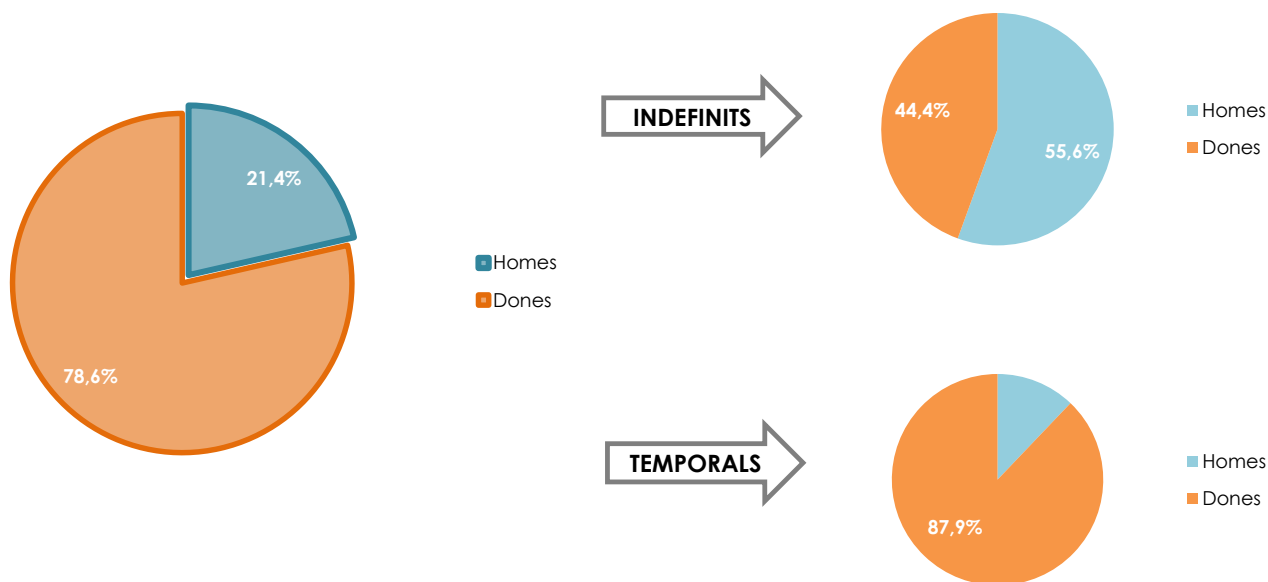 21,4%
78,6%
Homes
Dones
INDEFINITS
44,4%
55,6%
Homes
Dones
TEMPORALS
87,9%
Homes
Dones